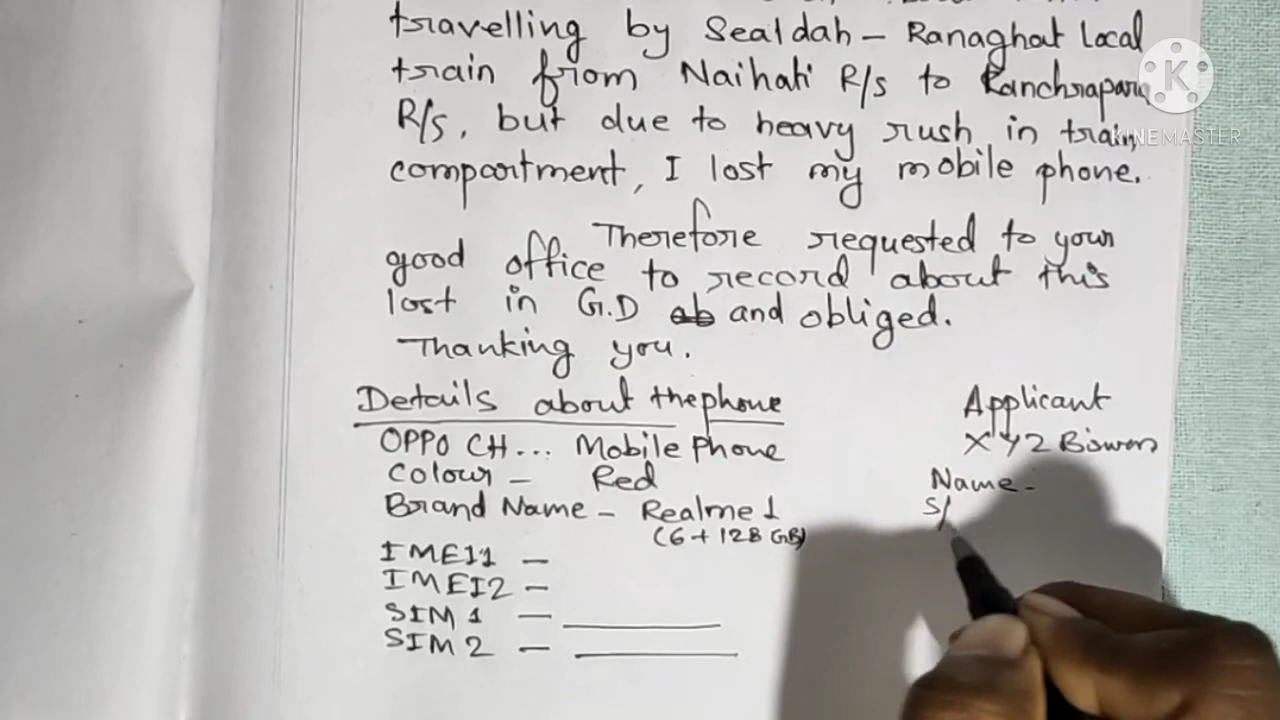 travelling by Sealdah - Ranaghat Local
train from Naihati R/s to Kanchrapara
R/s, but due to heavy rush in train
compartment, I lost my mobile phone.
Therefore requested to your
good office to record about this
lost in G.D and obliged.
Thanking you.
Details about the phone
OPPO CH... Mobile Phone
Colour - Red
Brand Name - Realme 1
(6 + 128 GB)
IMEI1 -
IMEI2 -
SIM 1 -
SIM 2 -
Applicant
X Y Z Biswas
Name -
S/
K
KINEMASTER